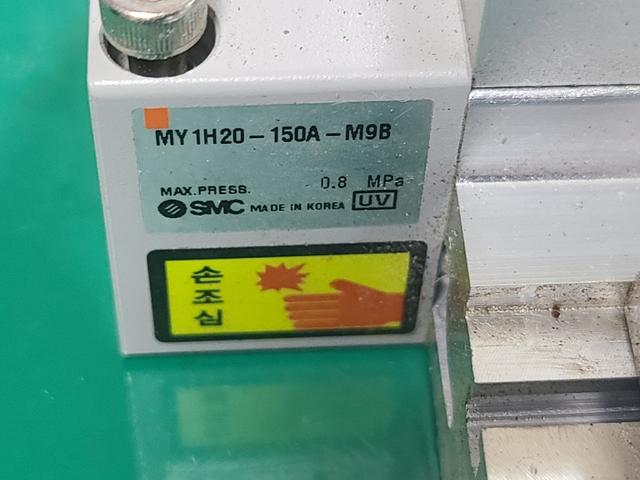 MY1H20-150A-M9B
MAX.PRESS. 0.8 MPa
SMC MADE IN KOREA UV
손조심